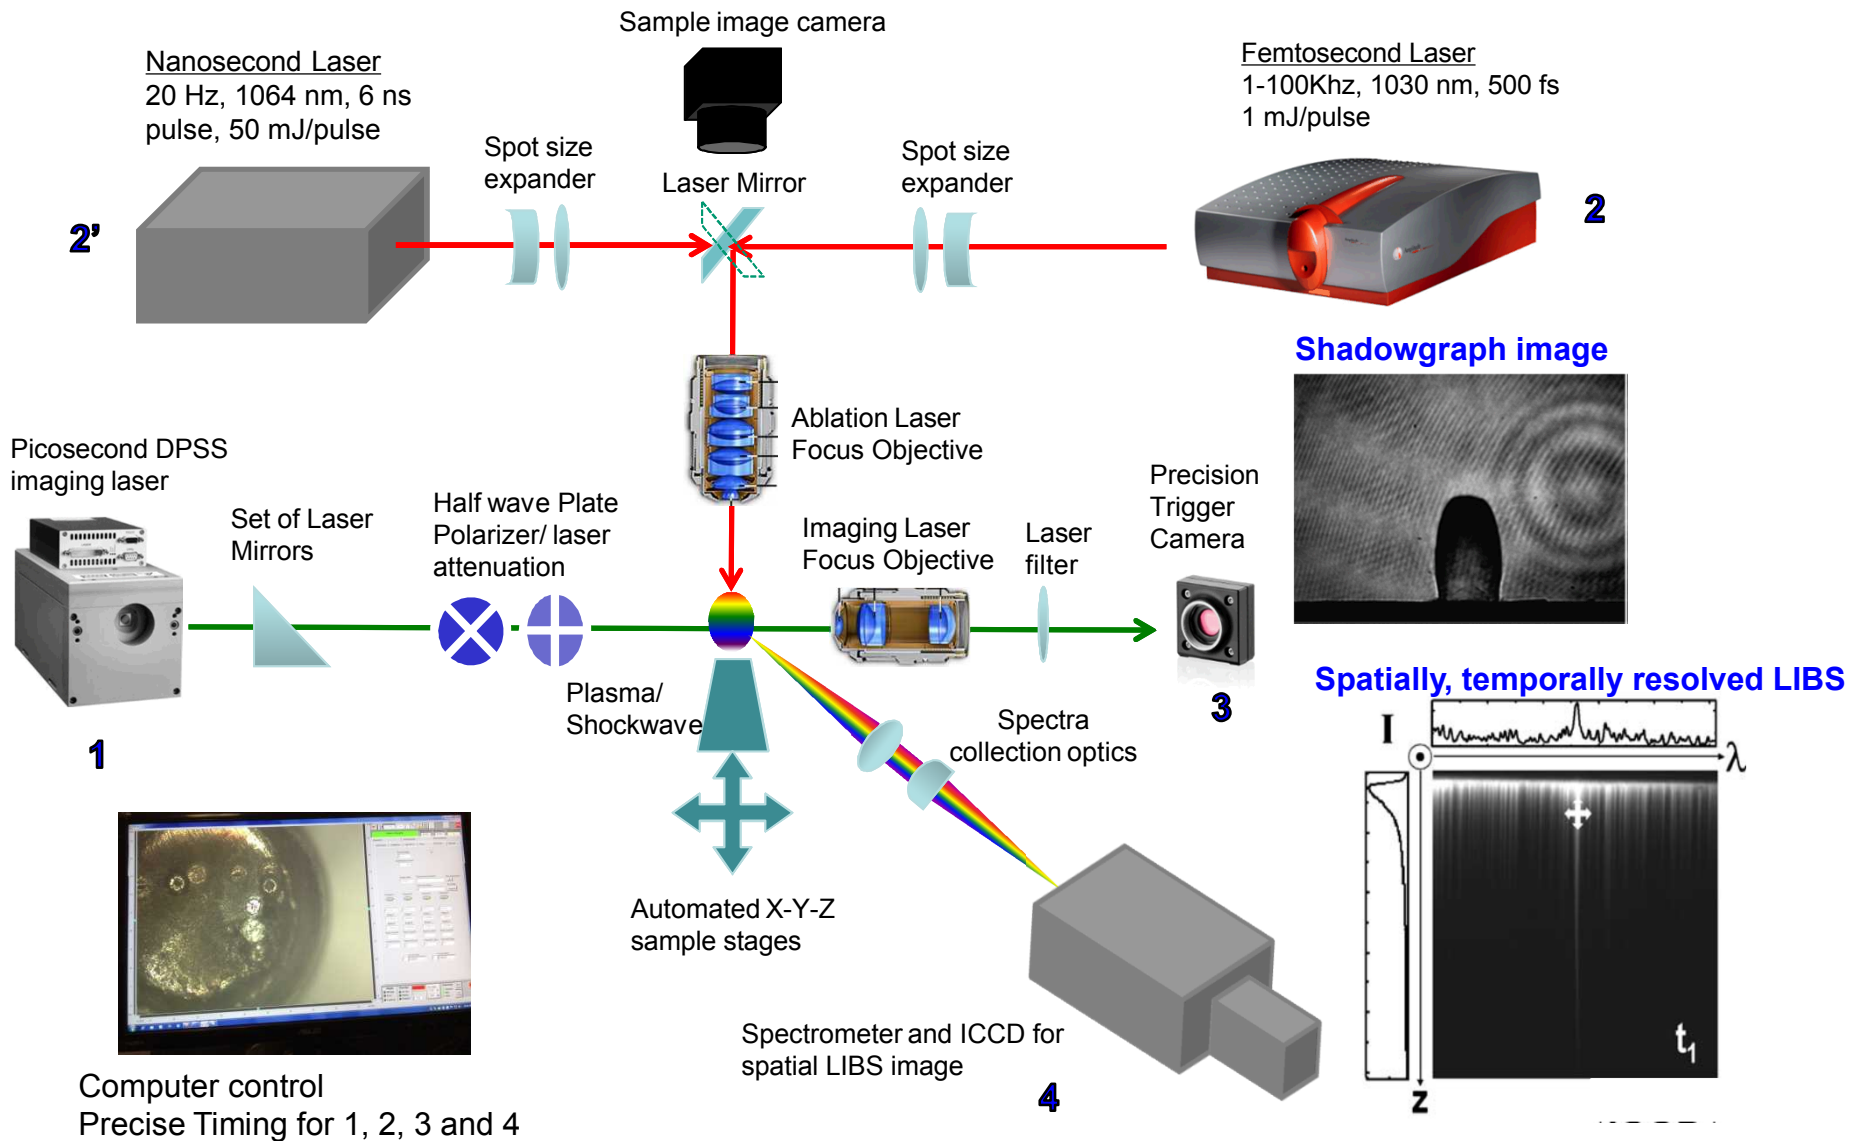 Sample image camera
Nanosecond Laser
20 Hz, 1064 nm, 6 ns
pulse, 50 mJ/pulse
Femtosecond Laser
1-100Khz, 1030 nm, 500 fs
1 mJ/pulse
Spot size
expander
Laser Mirror
Spot size
expander
2'
2
Shadowgraph image
Ablation Laser
Focus Objective
Picosecond DPSS
imaging laser
Set of Laser
Mirrors
Half wave Plate
Polarizer/ laser
attenuation
Imaging Laser
Focus Objective
Laser
filter
Precision
Trigger
Camera
Plasma/
Shockwave
1
3
Spectra
collection optics
Spatially, temporally resolved LIBS
I
λ
t1
z
Automated X-Y-Z
sample stages
Spectrometer and ICCD for
spatial LIBS image
4
Computer control
Precise Timing for 1, 2, 3 and 4